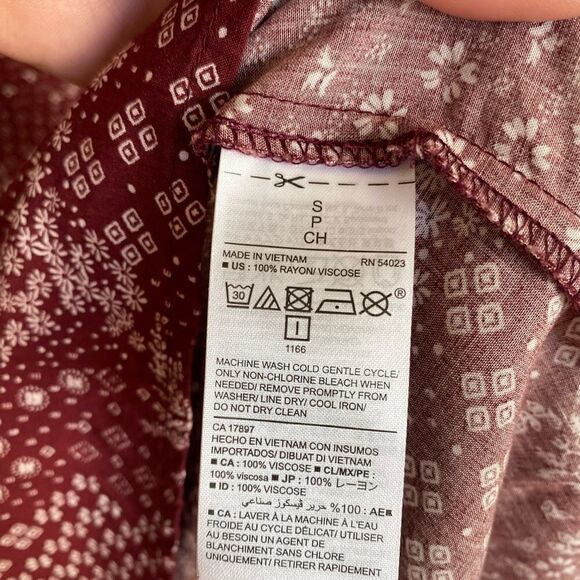 S
P
CH
MADE IN VIETNAM RN 54023
■ US : 100% RAYON/ VISCOSE
30 ®
I
1166
MACHINE WASH COLD GENTLE CYCLE/
ONLY NON-CHLORINE BLEACH WHEN
NEEDED/ REMOVE PROMPTLY FROM
WASHER/ LINE DRY/ COOL IRON/
DO NOT DRY CLEAN
CA 17897
HECHO EN VIETNAM CON INSUMOS
IMPORTADOS/ DIBUAT DI VIETNAM
■ CA : 100% VISCOSE ■ CL/MX/PE :
100% viscosa ■ JP : 100% レーヨン
■ ID : 100% VISCOSE
■ AE : 100% حرير ڤيسكوز صناعي
■ CA : LAVER À LA MACHINE À L'EAU
FROIDE AU CYCLE DÉLICAT/ UTILISER
AU BESOIN UN AGENT DE
BLANCHIMENT SANS CHLORE
UNIQUEMENT/ RETIRER RAPIDEMENT